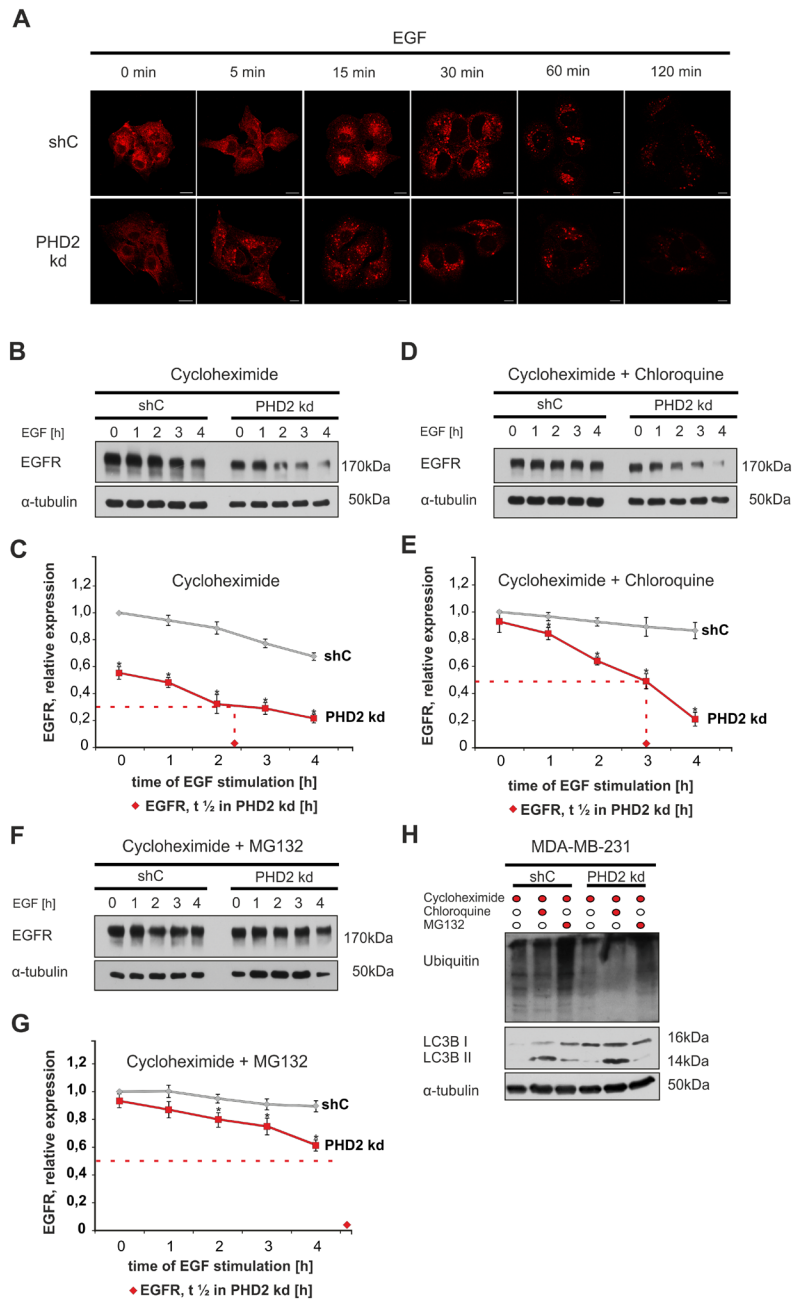 A
EGF
0 min 5 min 15 min 30 min 60 min 120 min
shC
PHD2
kd
B
Cycloheximide
shC PHD2 kd
EGF [h] 0 1 2 3 4 0 1 2 3 4
EGFR 170kDa
α-tubulin 50kDa
D
Cycloheximide + Chloroquine
shC PHD2 kd
EGF [h] 0 1 2 3 4 0 1 2 3 4
EGFR 170kDa
α-tubulin 50kDa
C
Cycloheximide
EGFR, relative expression
1,2
1,0
0,8
0,6
0,4
0,2
0
shC
PHD2 kd
* * * * *
0 1 2 3 4
time of EGF stimulation [h]
EGFR, t ½ in PHD2 kd [h]
E
Cycloheximide + Chloroquine
EGFR, relative expression
1,2
1,0
0,8
0,6
0,4
0,2
0
shC
PHD2 kd
* * * *
0 1 2 3 4
time of EGF stimulation [h]
EGFR, t ½ in PHD2 kd [h]
F
Cycloheximide + MG132
shC PHD2 kd
EGF [h] 0 1 2 3 4 0 1 2 3 4
EGFR 170kDa
α-tubulin 50kDa
G
Cycloheximide + MG132
EGFR, relative expression
1,2
1,0
0,8
0,6
0,4
0,2
0
shC
PHD2 kd
* * *
0 1 2 3 4
time of EGF stimulation [h]
EGFR, t ½ in PHD2 kd [h]
H
MDA-MB-231
shC PHD2 kd
Cycloheximide
Chloroquine
MG132
Ubiquitin
LC3B I 16kDa
LC3B II 14kDa
α-tubulin 50kDa